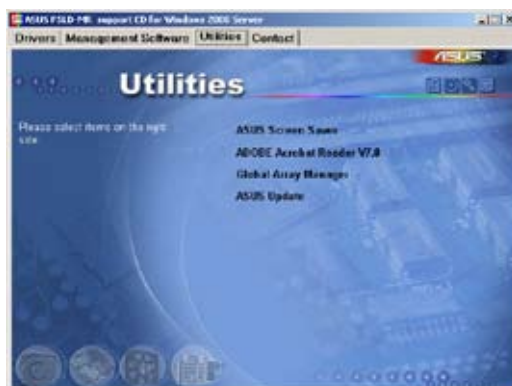 ASUS P5LD-MR support CD for Windows 2000 Server
Drivers Management Software Utilities Contact
ASUS
Utilities
Please select items on the right
side
ASUS Screen Saver
ADOBE Acrobat Reader V7.0
Global Array Manager
ASUS Update